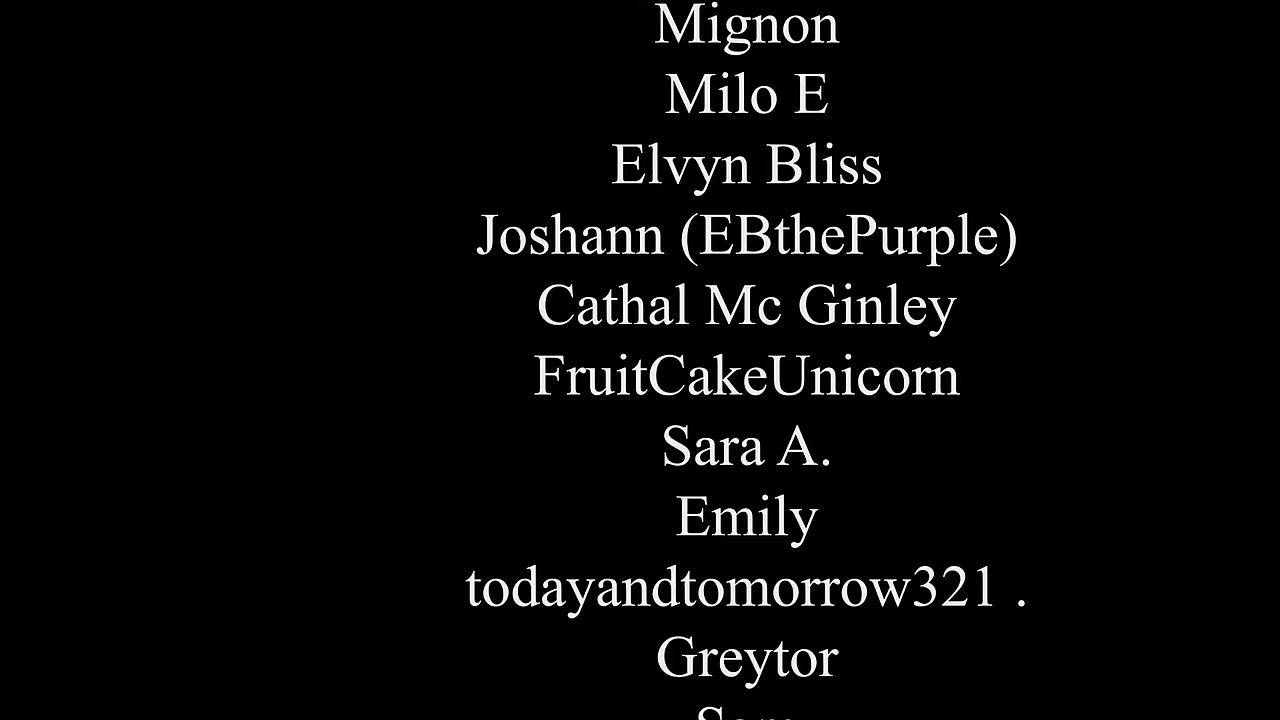 Mignon
Milo E
Elvyn Bliss
Joshann (EBthePurple)
Cathal Mc Ginley
FruitCakeUnicorn
Sara A.
Emily
todayandtomorrow321 .
Greytor